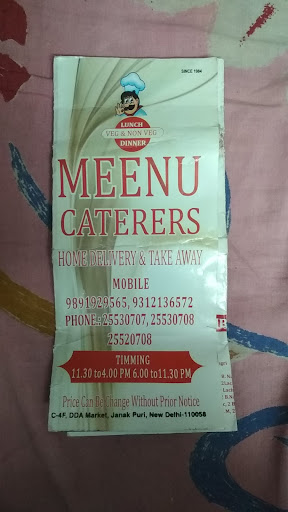 SINCE 1984
LUNCH
VEG & NON VEG
DINNER
MEENU
CATERERS
HOME DELIVERY & TAKE AWAY
MOBILE
9891929565, 9312136572
PHONE: 25530707, 25530708
25520708
TIMMING
11.30 to 4.00 PM 6.00 to 11.30 PM
Price Can Be Change Without Prior Notice
C-4F, DDA Market, Janak Puri, New Delhi-110058